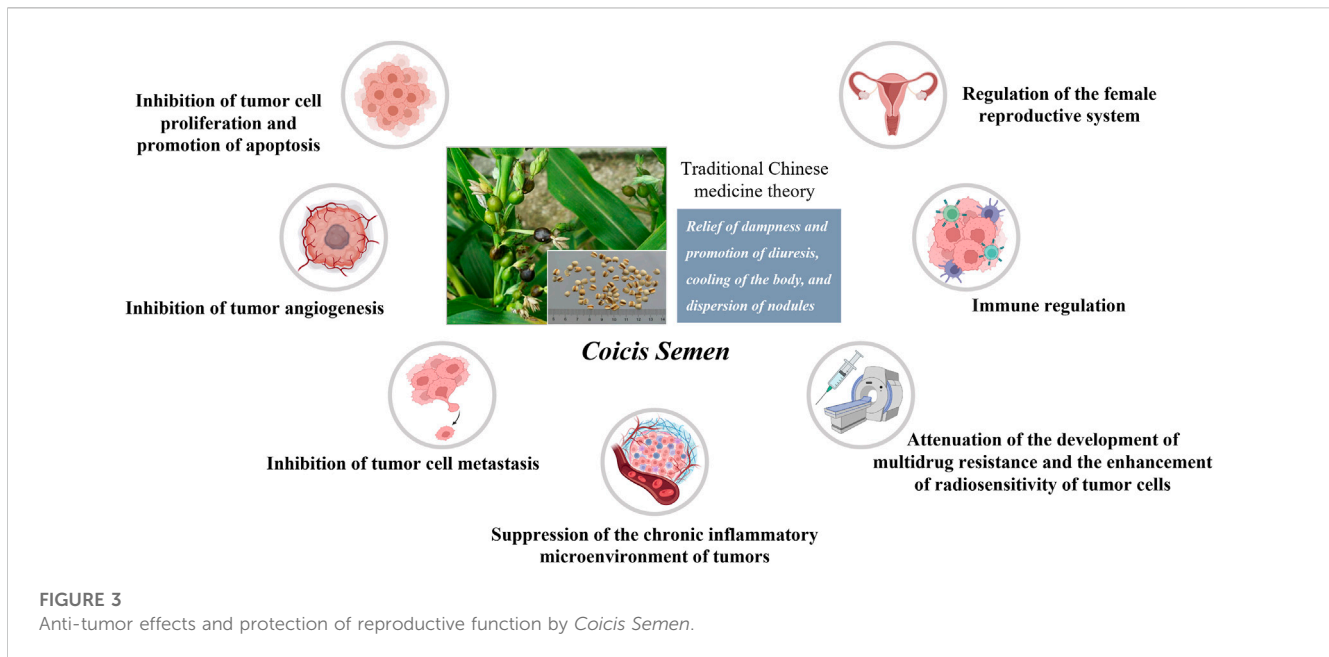 Inhibition of tumor cell
proliferation and
promotion of apoptosis
Inhibition of tumor angiogenesis
Inhibition of tumor cell metastasis
Suppression of the chronic inflammatory
microenvironment of tumors
Traditional Chinese
medicine theory
Relief of dampness and
promotion of diuresis,
cooling of the body, and
dispersion of nodules
Coicis Semen
Regulation of the female
reproductive system
Immune regulation
Attenuation of the development of
multidrug resistance and the enhancement
of radiosensitivity of tumor cells
FIGURE 3
Anti-tumor effects and protection of reproductive function by Coicis Semen.